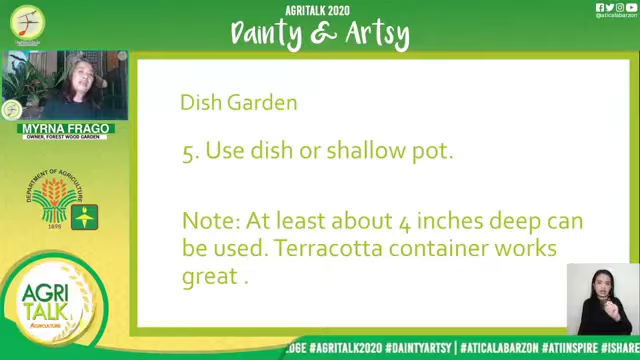 AGRITALK 2020
Dainty & Artsy
@ATICALABARZON
MYRNA FRAGO
OWNER, FOREST WOOD GARDEN
DEPARTMENT OF AGRICULTURE
1898
AGRI
TALK
AGRICULTURE
Dish Garden
5. Use dish or shallow pot.
Note: At least about 4 inches deep can
be used. Terracotta container works
great .
EDGE #AGRITALK2020 #DAINTYARTSY | #ATICALABARZON #ATIINSPIRE #ISHARE